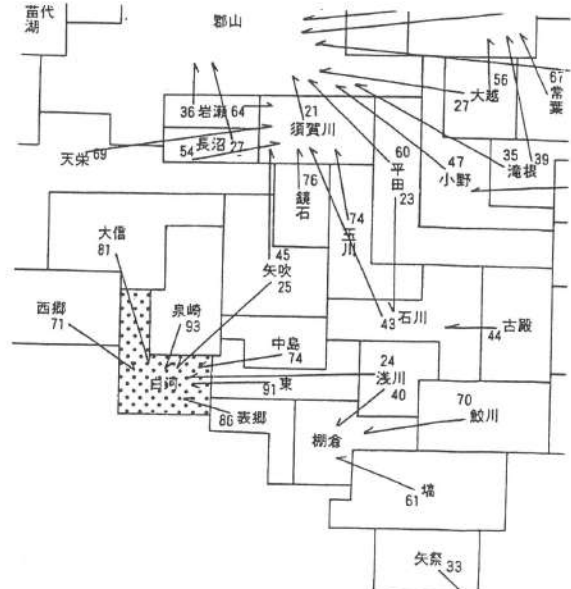 苗代
湖
郡山
67
常
葉
56
大越
27
36 岩瀬 64
21
須賀川
長沼
27
54
天栄 69
60
平
田
23
47
小野
35
滝根
39
76
鏡
石
74
玉
川
45
矢吹
25
大信
81
西郷
71
泉崎
93
中島
74
白河
東
91
86 表郷
43 石川
44
古殿
24
浅川
40
70
鮫川
棚倉
塙
61
矢祭 33